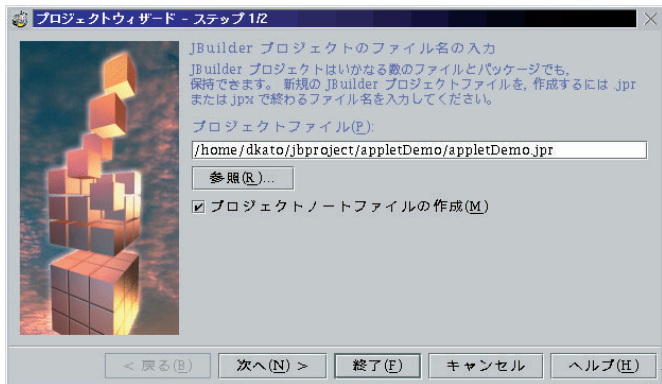 プロジェクトウィザード - ステップ 1/2
JBuilder プロジェクトのファイル名の入力
JBuilder プロジェクトはいかなる数のファイルとパッケージでも,
保持できます。 新規の JBuilder プロジェクトファイルを, 作成するには .jpr
または jpx で終わるファイル名を入力してください。
プロジェクトファイル(P):
/home/dkato/jbproject/appletDemo/appletDemo.jpr
参照(R)...
プロジェクトノートファイルの作成(M)
< 戻る(B) 次へ(N) > 終了(F) キャンセル ヘルプ(H)